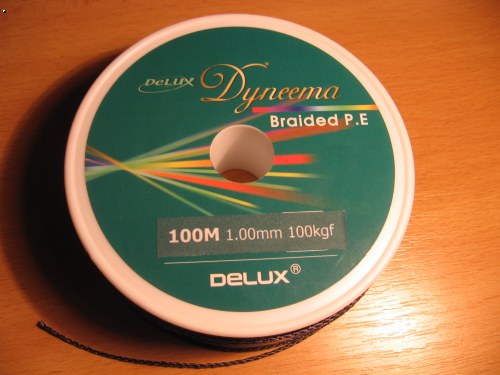 DeLUX Dyneema
Braided P.E
100M 1.00mm 100kgf
DeLUX®